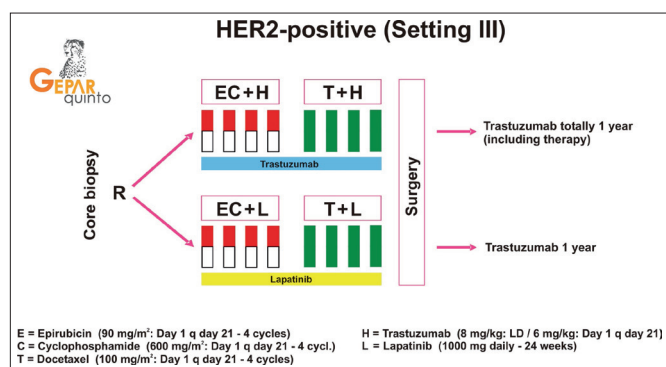 HER2-positive (Setting III)
GEPAR
quinto
Core biopsy
R
EC+H
T+H
Trastuzumab
EC+L
T+L
Lapatinib
Surgery
Trastuzumab totally 1 year
(including therapy)
Trastuzumab 1 year
E = Epirubicin (90 mg/m²: Day 1 q day 21 - 4 cycles)
C = Cyclophosphamide (600 mg/m²: Day 1 q day 21 - 4 cycl.)
T = Docetaxel (100 mg/m²: Day 1 q day 21 - 4 cycles)
H = Trastuzumab (8 mg/kg: LD / 6 mg/kg: Day 1 q day 21)
L = Lapatinib (1000 mg daily - 24 weeks)